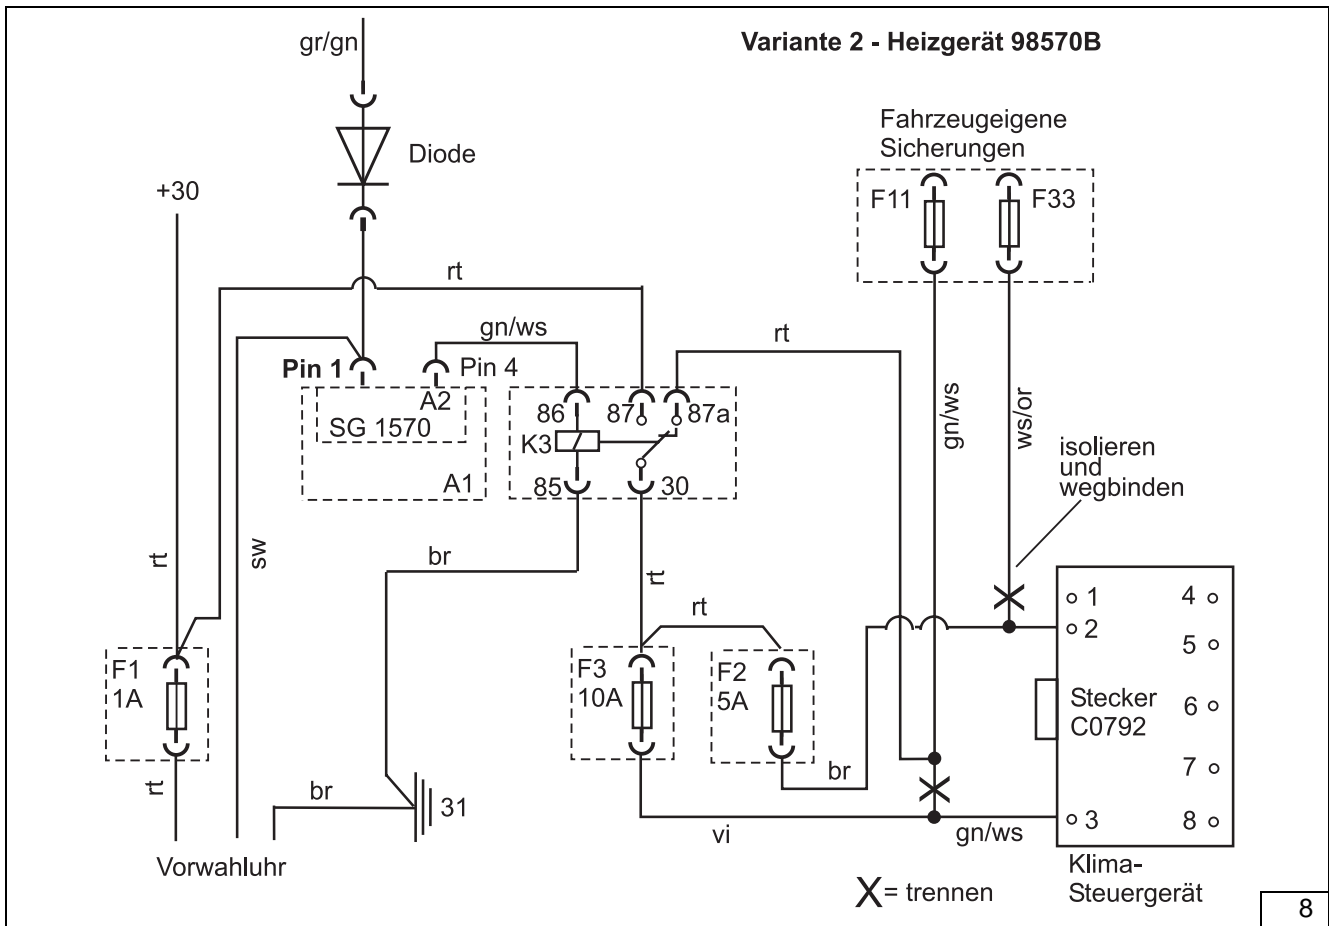 gr/gn
Variante 2 - Heizgerät 98570B
Diode
Fahrzeugeigene
Sicherungen
F11
F33
+30
rt
gn/ws
rt
Pin 1
Pin 4
A2
SG 1570
A1
86
87
87a
K3
85
30
gn/ws
ws/or
isolieren
und
wegbinden
rt
sw
br
rt
rt
F1
1A
F3
10A
F2
5A
1
2
3
4
5
6
7
8
Stecker
C0792
rt
br
31
br
vi
gn/ws
Vorwahluhr
X = trennen
Klima-
Steuergerät
8